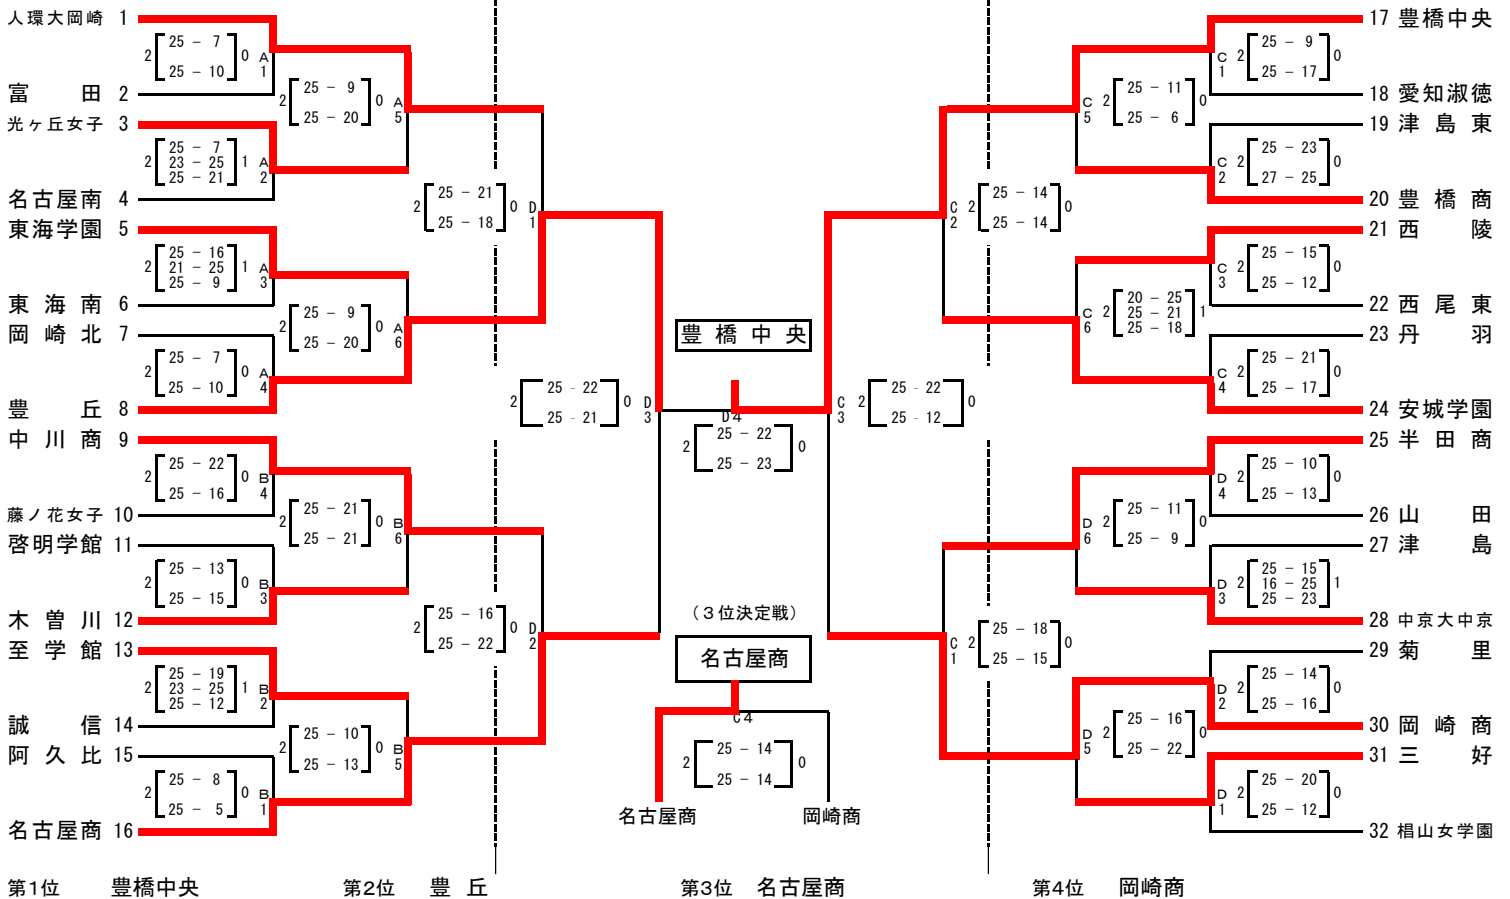 人環大岡崎 1
2 25 - 7 0 A
25 - 10 1
富田 2
2 25 - 9 0 A
25 - 20 5
光ヶ丘女子 3
25 - 7
2 23 - 25 1 A
25 - 21 2
名古屋南 4
2 25 - 21 0 D
25 - 18 1
東海学園 5
25 - 16
2 21 - 25 1 A
25 - 9 3
東海南 6
2 25 - 9 0 A
25 - 20 6
岡崎北 7
2 25 - 7 0 A
25 - 10 4
豊丘 8
2 25 - 22 0 D
25 - 21 3
中川商 9
2 25 - 22 0 B
25 - 16 4
藤ノ花女子 10
2 25 - 21 0 B
25 - 21 6
啓明学館 11
2 25 - 13 0 B
25 - 15 3
木曽川 12
2 25 - 16 0 D
25 - 22 2
至学館 13
25 - 19
2 23 - 25 1 B
25 - 12 2
誠信 14
2 25 - 10 0 B
25 - 13 5
阿久比 15
2 25 - 8 0 B
25 - 5 1
名古屋商 16
豊橋中央
D4
2 25 - 22 0
25 - 23
(3位決定戦)
名古屋商
C4
2 25 - 14 0
25 - 14
名古屋商 岡崎商
17 豊橋中央
C 2 25 - 9 0
1 25 - 17
18 愛知淑徳
C 2 25 - 11 0
5 25 - 6
19 津島東
C 2 25 - 23 0
2 27 - 25
20 豊橋商
C 2 25 - 14 0
2 25 - 14
21 西陵
C 2 25 - 15 0
3 25 - 12
22 西尾東
20 - 25
C 2 25 - 21 1
6 25 - 18
23 丹羽
C 2 25 - 21 0
4 25 - 17
24 安城学園
C 2 25 - 22 0
3 25 - 12
25 半田商
D 2 25 - 10 0
4 25 - 13
26 山田
D 2 25 - 11 0
6 25 - 9
27 津島
25 - 15
D 2 16 - 25 1
3 25 - 23
28 中京大中京
C 2 25 - 18 0
1 25 - 15
29 菊里
D 2 25 - 14 0
2 25 - 16
30 岡崎商
D 2 25 - 16 0
5 25 - 22
31 三好
D 2 25 - 20 0
1 25 - 12
32 椙山女学園
第1位 豊橋中央 第2位 豊丘 第3位 名古屋商 第4位 岡崎商